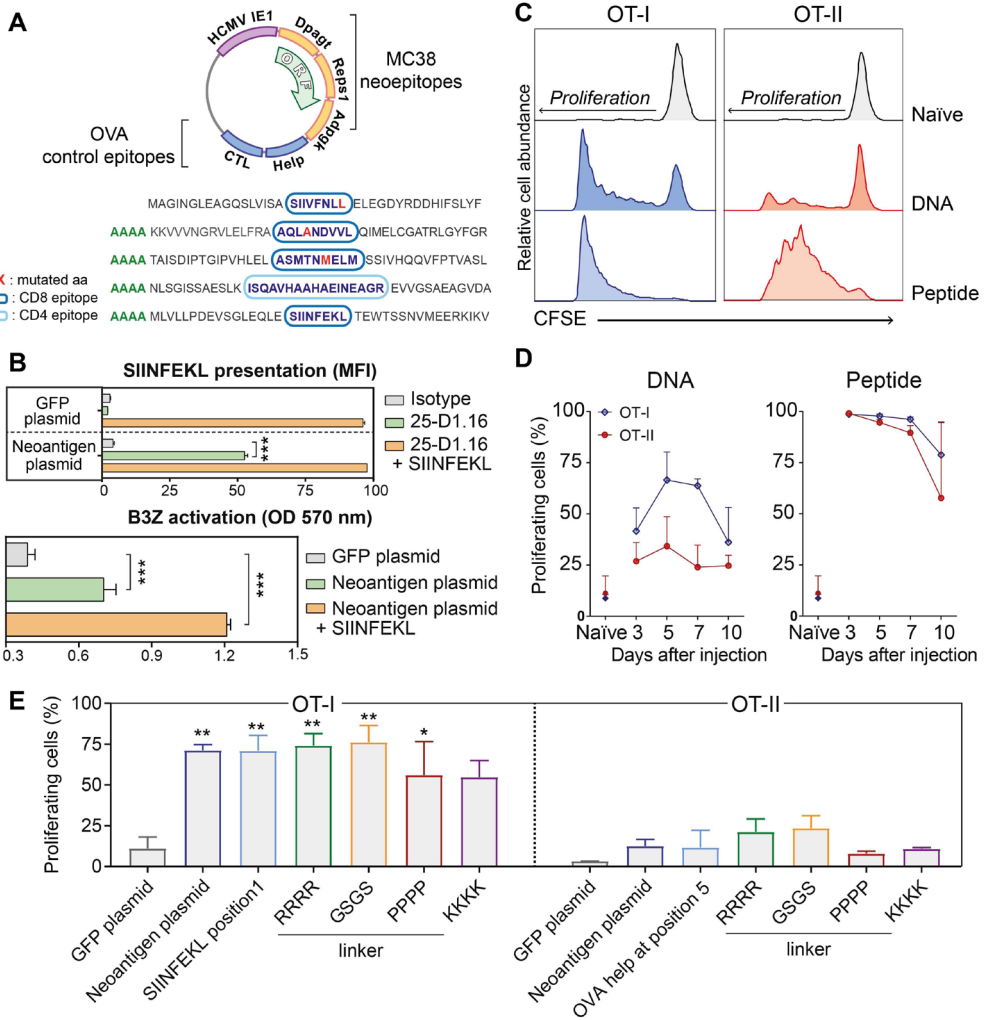 A
HCMV IE1
Dpagt
Reps1
Adpgk
Help
CTL
ORF
MC38
neoepitopes
OVA
control epitopes
MAGINGLEAGQSLVISA SIIVFNLL ELEGDYRDDHIFSLYF
AAAA KKVVVNGRVLELFRA AQLANDVVL QIMELCGATRLGYFGR
AAAA TAISDIPTGIPVHLEL ASMTNMELM SSIVHQQVFPTVASL
AAAA NLSGISSAESLK ISQAVHAAHAEINEAGR EVVGSAEAGVDA
AAAA MLVLLPDEVSGLEQLE SIINFEKL TEWTSSNVMEERKIKV
X : mutated aa
: CD8 epitope
: CD4 epitope
B
SIINFEKL presentation (MFI)
GFP
plasmid
Neoantigen
plasmid
***
0 25 50 75 100
Isotype
25-D1.16
25-D1.16
+ SIINFEKL
B3Z activation (OD 570 nm)
***
***
0.3 0.6 0.9 1.2 1.5
GFP plasmid
Neoantigen plasmid
Neoantigen plasmid
+ SIINFEKL
C
OT-I OT-II
Relative cell abundance
Proliferation Proliferation
Naïve
DNA
Peptide
CFSE
D
DNA Peptide
Proliferating cells (%)
100 100
75 75
50 50
25 25
0 0
OT-I
OT-II
Naïve 3 5 7 10 Naïve 3 5 7 10
Days after injection Days after injection
E
OT-I OT-II
Proliferating cells (%)
100
75
50
25
0
** ** ** ** *
GFP plasmid
Neoantigen plasmid
SIINFEKL position1
RRRR
GSGS
PPPP
KKKK
linker
GFP plasmid
Neoantigen plasmid
OVA help at position 5
RRRR
GSGS
PPPP
KKKK
linker